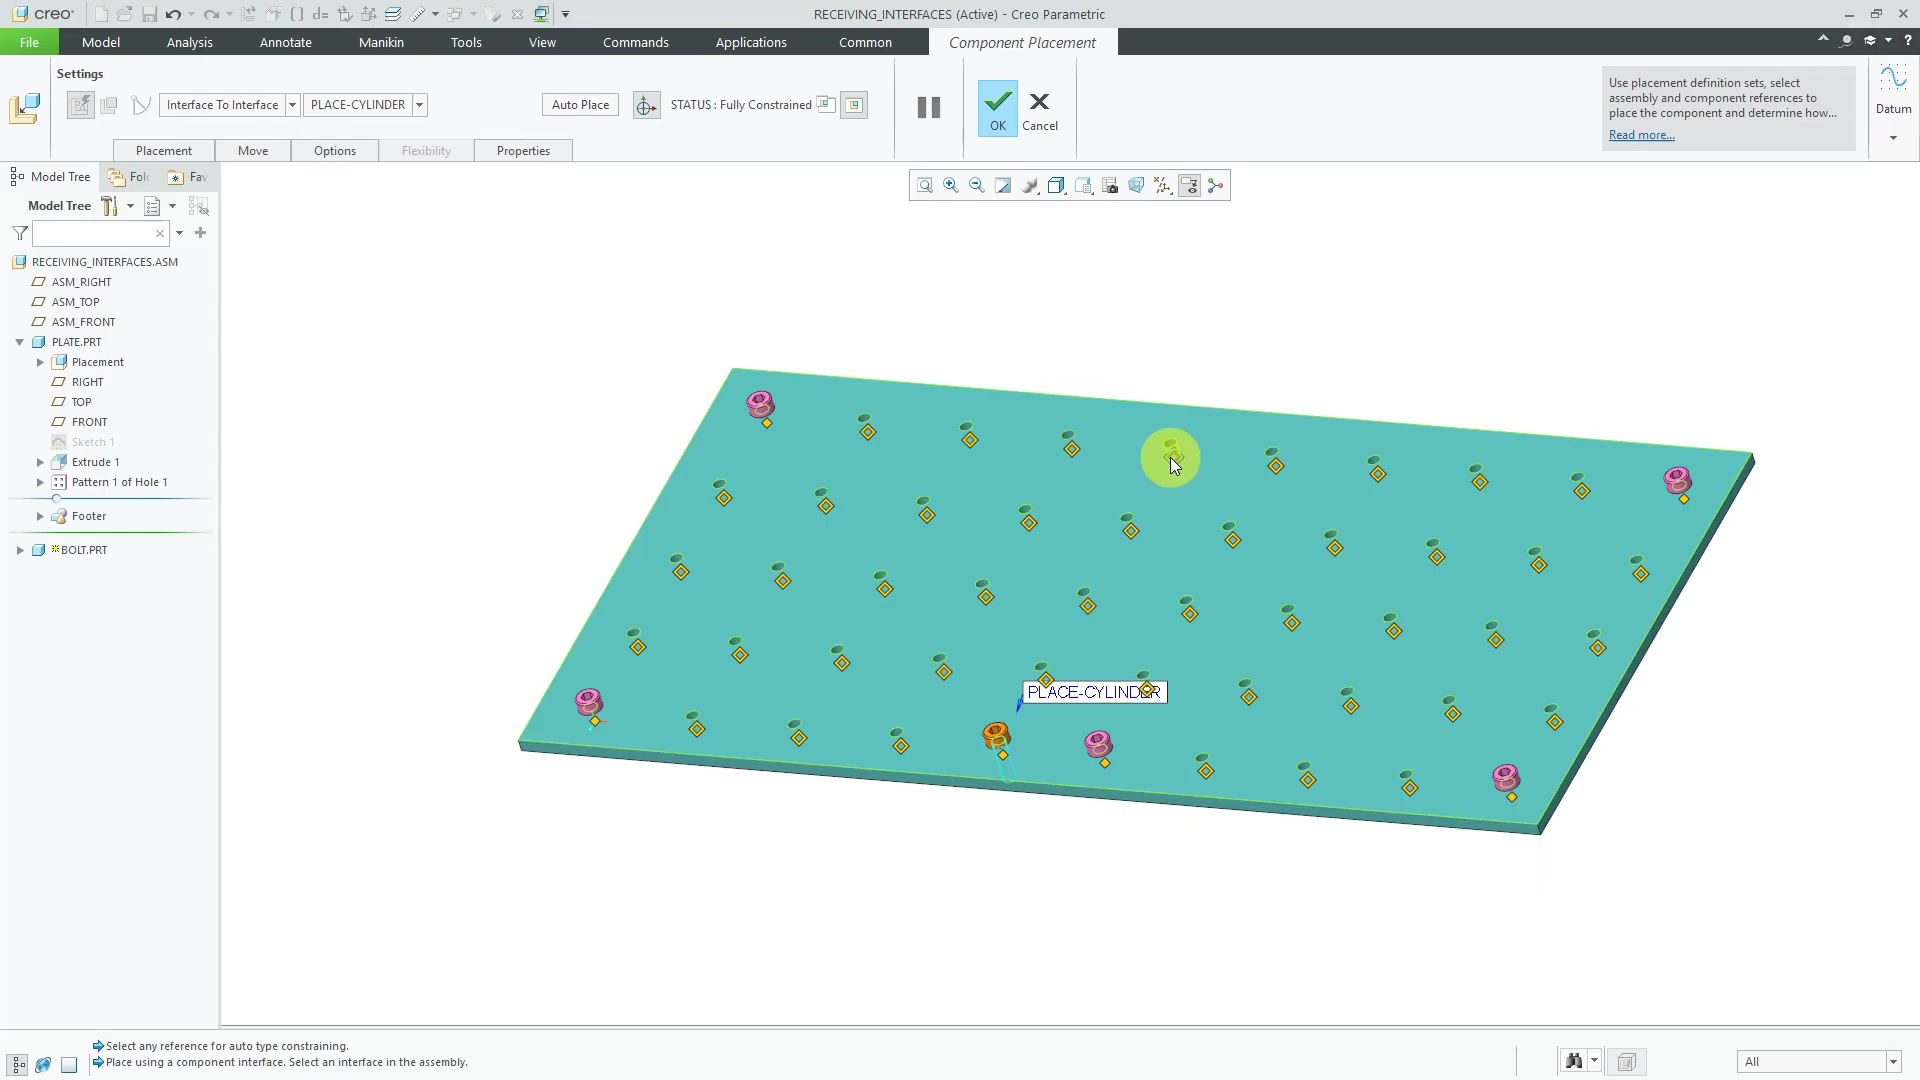 creo®
RECEIVING_INTERFACES (Active) - Creo Parametric
File
Model
Analysis
Annotate
Manikin
Tools
View
Commands
Applications
Common
Component Placement
Settings
Interface To Interface
PLACE-CYLINDER
Auto Place
STATUS : Fully Constrained
OK
Cancel
Use placement definition sets, select
assembly and component references to
place the component and determine how...
Read more...
Datum
Placement
Move
Options
Flexibility
Properties
Model Tree
Fol
Fav
Model Tree
RECEIVING_INTERFACES.ASM
ASM_RIGHT
ASM_TOP
ASM_FRONT
PLATE.PRT
Placement
RIGHT
TOP
FRONT
Sketch 1
Extrude 1
Pattern 1 of Hole 1
Footer
BOLT.PRT
PLACE-CYLINDER
Select any reference for auto type constraining.
Place using a component interface. Select an interface in the assembly.
All